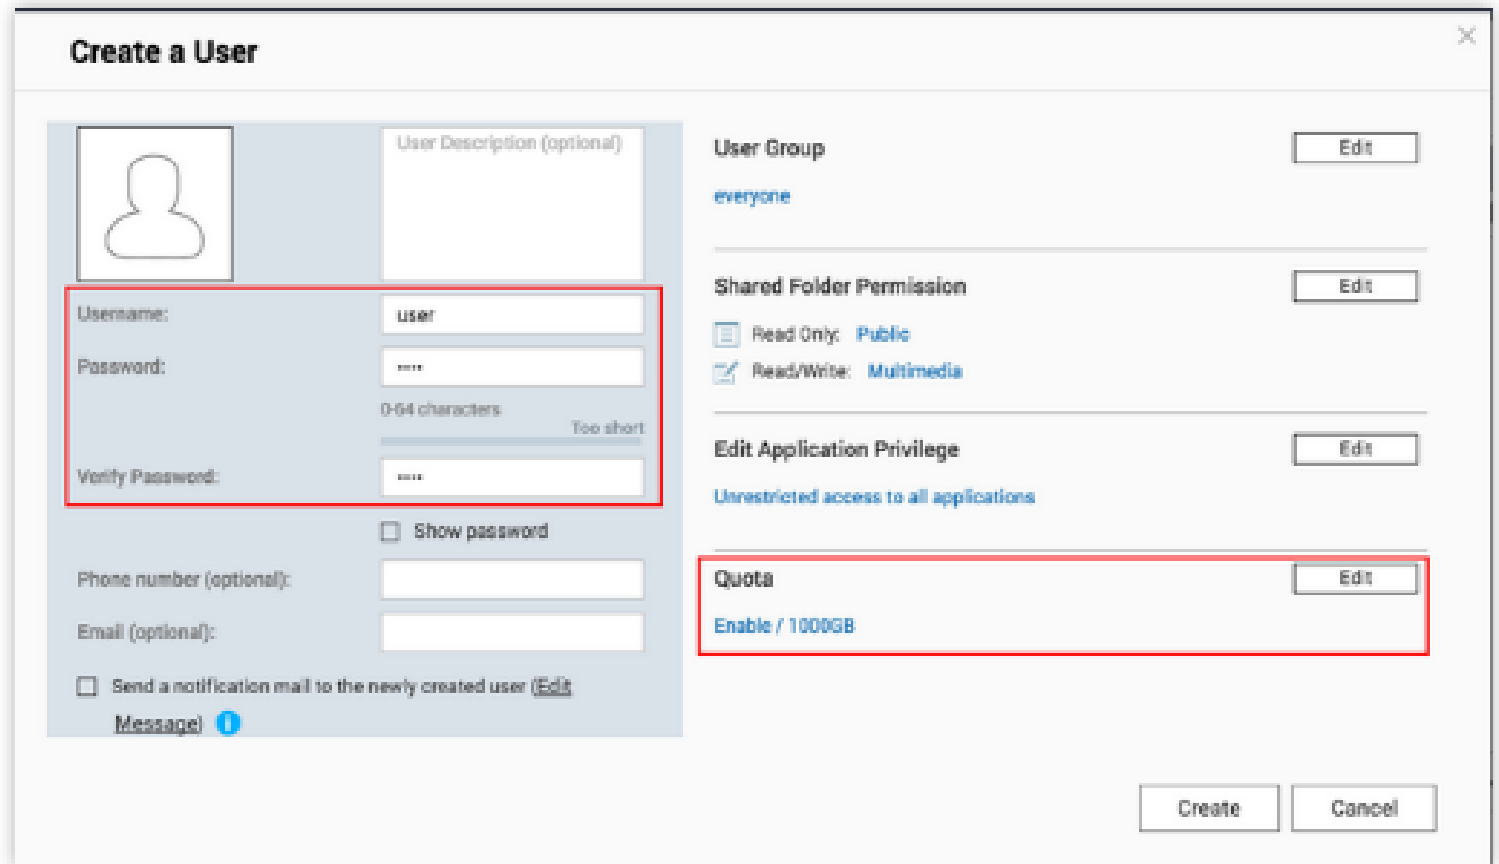 Create a User
User Description (optional)
Username:
user
Password:
••••
0-64 characters
Too short
Verify Password:
••••
Show password
Phone number (optional):
Email (optional):
Send a notification mail to the newly created user (Edit
Message)
User Group
Edit
everyone
Shared Folder Permission
Edit
Read Only: Public
Read/Write: Multimedia
Edit Application Privilege
Edit
Unrestricted access to all applications
Quota
Edit
Enable / 1000GB
Create
Cancel